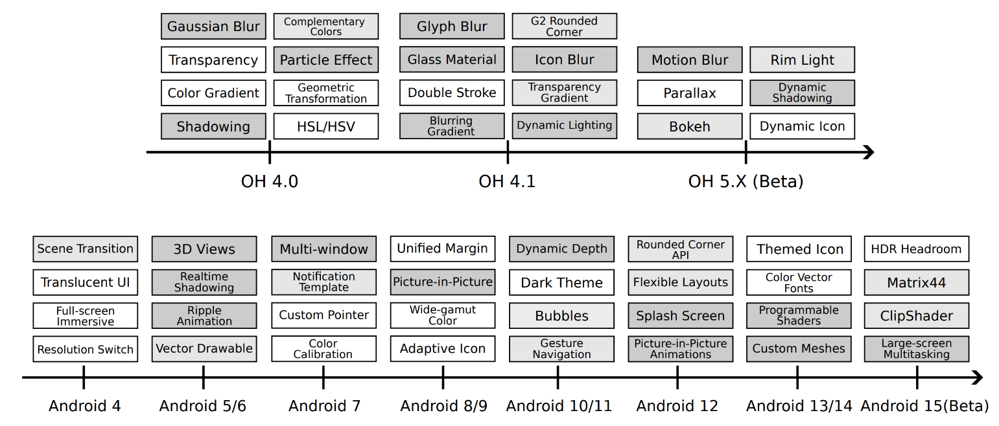 Gaussian Blur
Complementary
Colors
Glyph Blur
G2 Rounded
Corner
Transparency
Particle Effect
Glass Material
Icon Blur
Motion Blur
Rim Light
Color Gradient
Geometric
Transformation
Double Stroke
Transparency
Gradient
Parallax
Dynamic
Shadowing
Shadowing
HSL/HSV
Blurring
Gradient
Dynamic Lighting
Bokeh
Dynamic Icon
OH 4.0
OH 4.1
OH 5.X (Beta)
Scene Transition
3D Views
Multi-window
Unified Margin
Dynamic Depth
Rounded Corner
API
Themed Icon
HDR Headroom
Translucent UI
Realtime
Shadowing
Notification
Template
Picture-in-Picture
Dark Theme
Flexible Layouts
Color Vector
Fonts
Matrix44
Full-screen
Immersive
Ripple
Animation
Custom Pointer
Wide-gamut
Color
Bubbles
Splash Screen
Programmable
Shaders
ClipShader
Resolution Switch
Vector Drawable
Color
Calibration
Adaptive Icon
Gesture
Navigation
Picture-in-Picture
Animations
Custom Meshes
Large-screen
Multitasking
Android 4
Android 5/6
Android 7
Android 8/9
Android 10/11
Android 12
Android 13/14
Android 15(Beta)